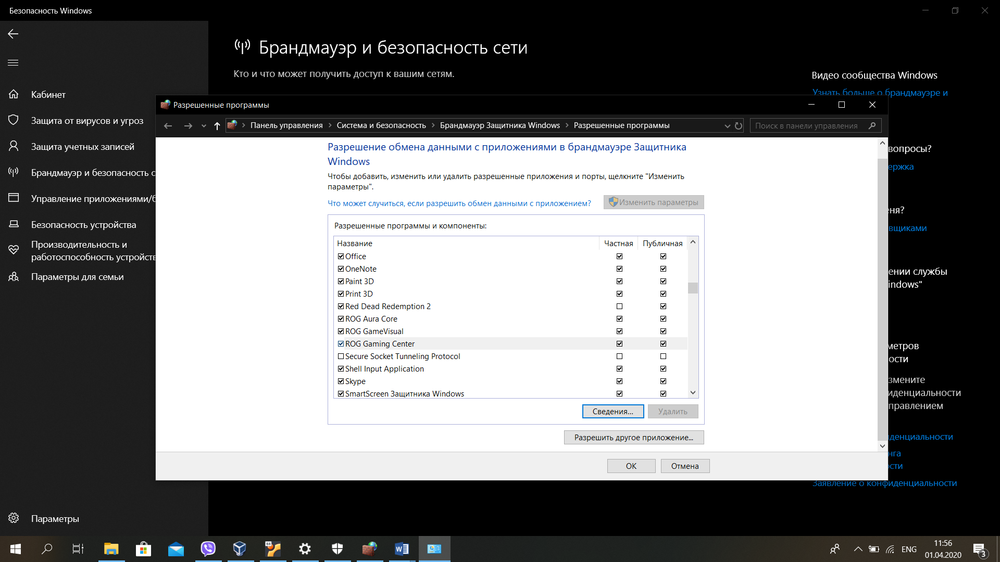 Безопасность Windows
Брандмауэр и безопасность сети
Кто и что может получить доступ к вашим сетям.
Кабинет
Защита от вирусов и угроз
Защита учетных записей
Брандмауэр и безопасность с
Управление приложениями/б
Безопасность устройства
Производительность и
работоспособность устройств
Параметры для семьи
Параметры
Видео сообщества Windows
Узнать больше о брандмауэре и
вопросы?
ержка
еня?
вщиками
ении службы
indows"
метров
ости
змените
иденциальности
правлением
денциальности
нга
ости
Заявление о конфиденциальности
Разрешенные программы
Панель управления
Система и безопасность
Брандмауэр Защитника Windows
Разрешенные программы
Поиск в панели управления
Разрешение обмена данными с приложениями в брандмауэре Защитника
Windows
Чтобы добавить, изменить или удалить разрешенные приложения и порты, щелкните "Изменить
параметры".
Что может случиться, если разрешить обмен данными с приложением?
Изменить параметры
Разрешенные программы и компоненты:
Название Частная Публичная
Office
OneNote
Paint 3D
Print 3D
Red Dead Redemption 2
ROG Aura Core
ROG GameVisual
ROG Gaming Center
Secure Socket Tunneling Protocol
Shell Input Application
Skype
SmartScreen Защитника Windows
Сведения...
Удалить
Разрешить другое приложение...
ОК
Отмена
64
ENG
11:56
01.04.2020
3